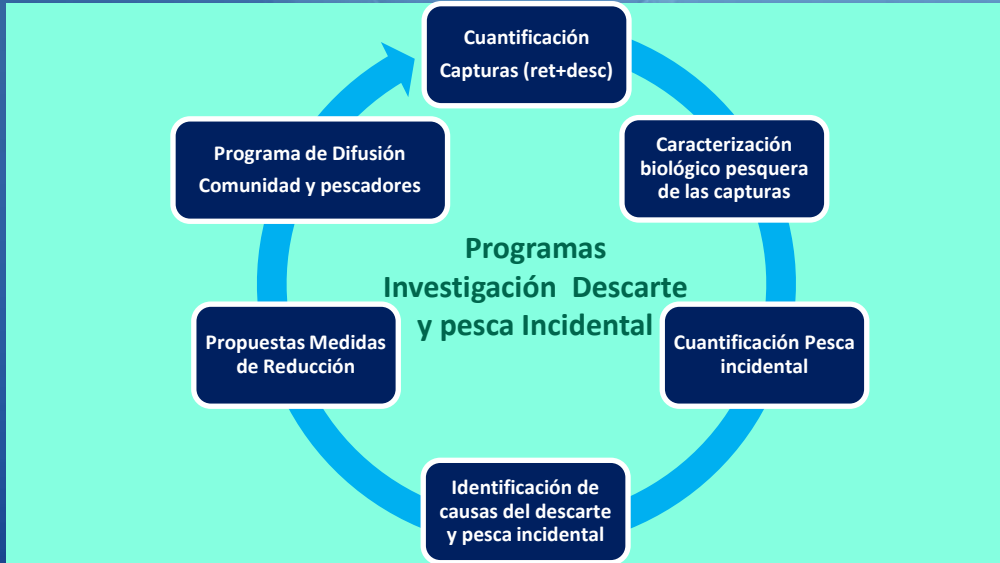 Cuantificación
Capturas (ret+desc)
Caracterización
biológico pesquera
de las capturas
Cuantificación Pesca
incidental
Identificación de
causas del descarte
y pesca incidental
Propuestas Medidas
de Reducción
Programa de Difusión
Comunidad y pescadores
Programas
Investigación Descarte
y pesca Incidental